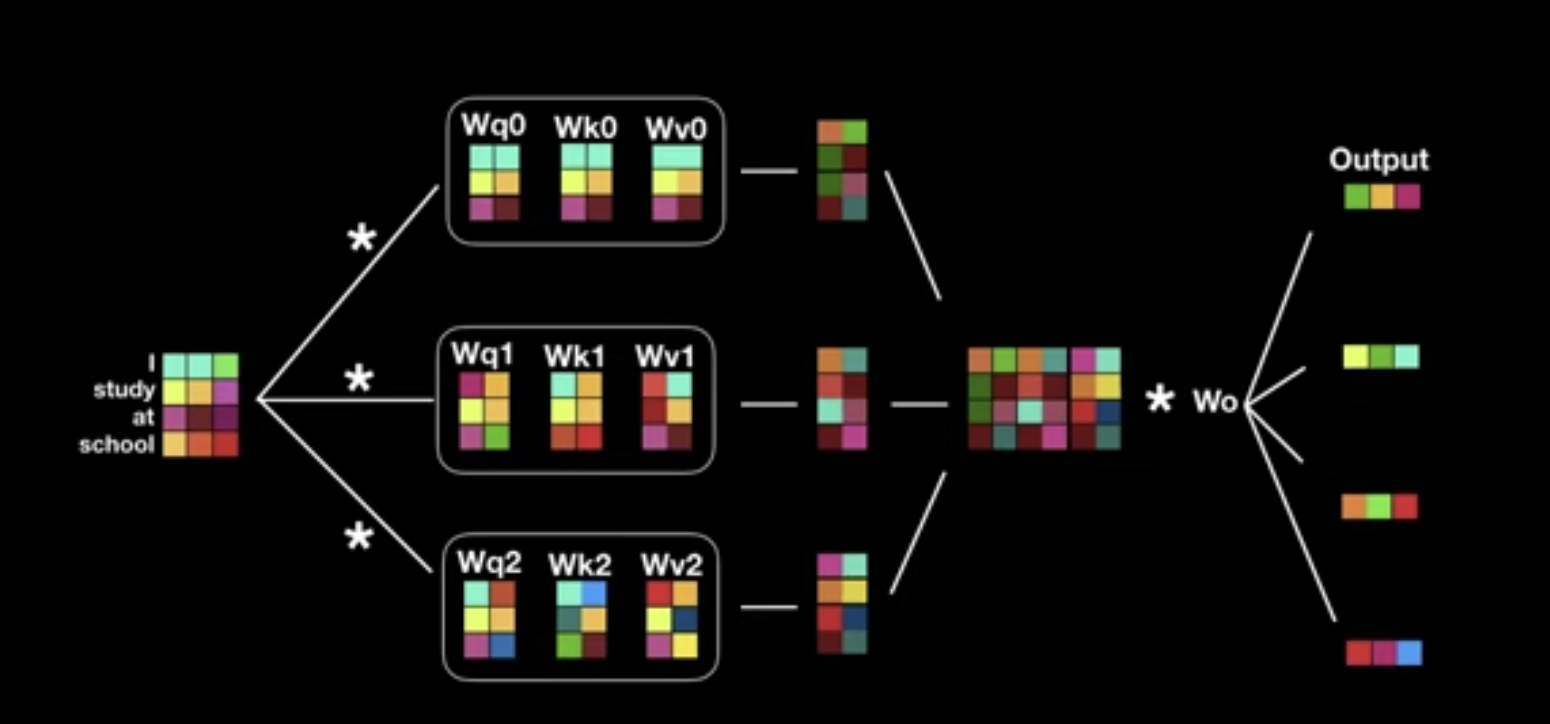 I
study
at
school
*
*
*
Wq0 Wk0 Wv0
Wq1 Wk1 Wv1
Wq2 Wk2 Wv2
* Wo
Output